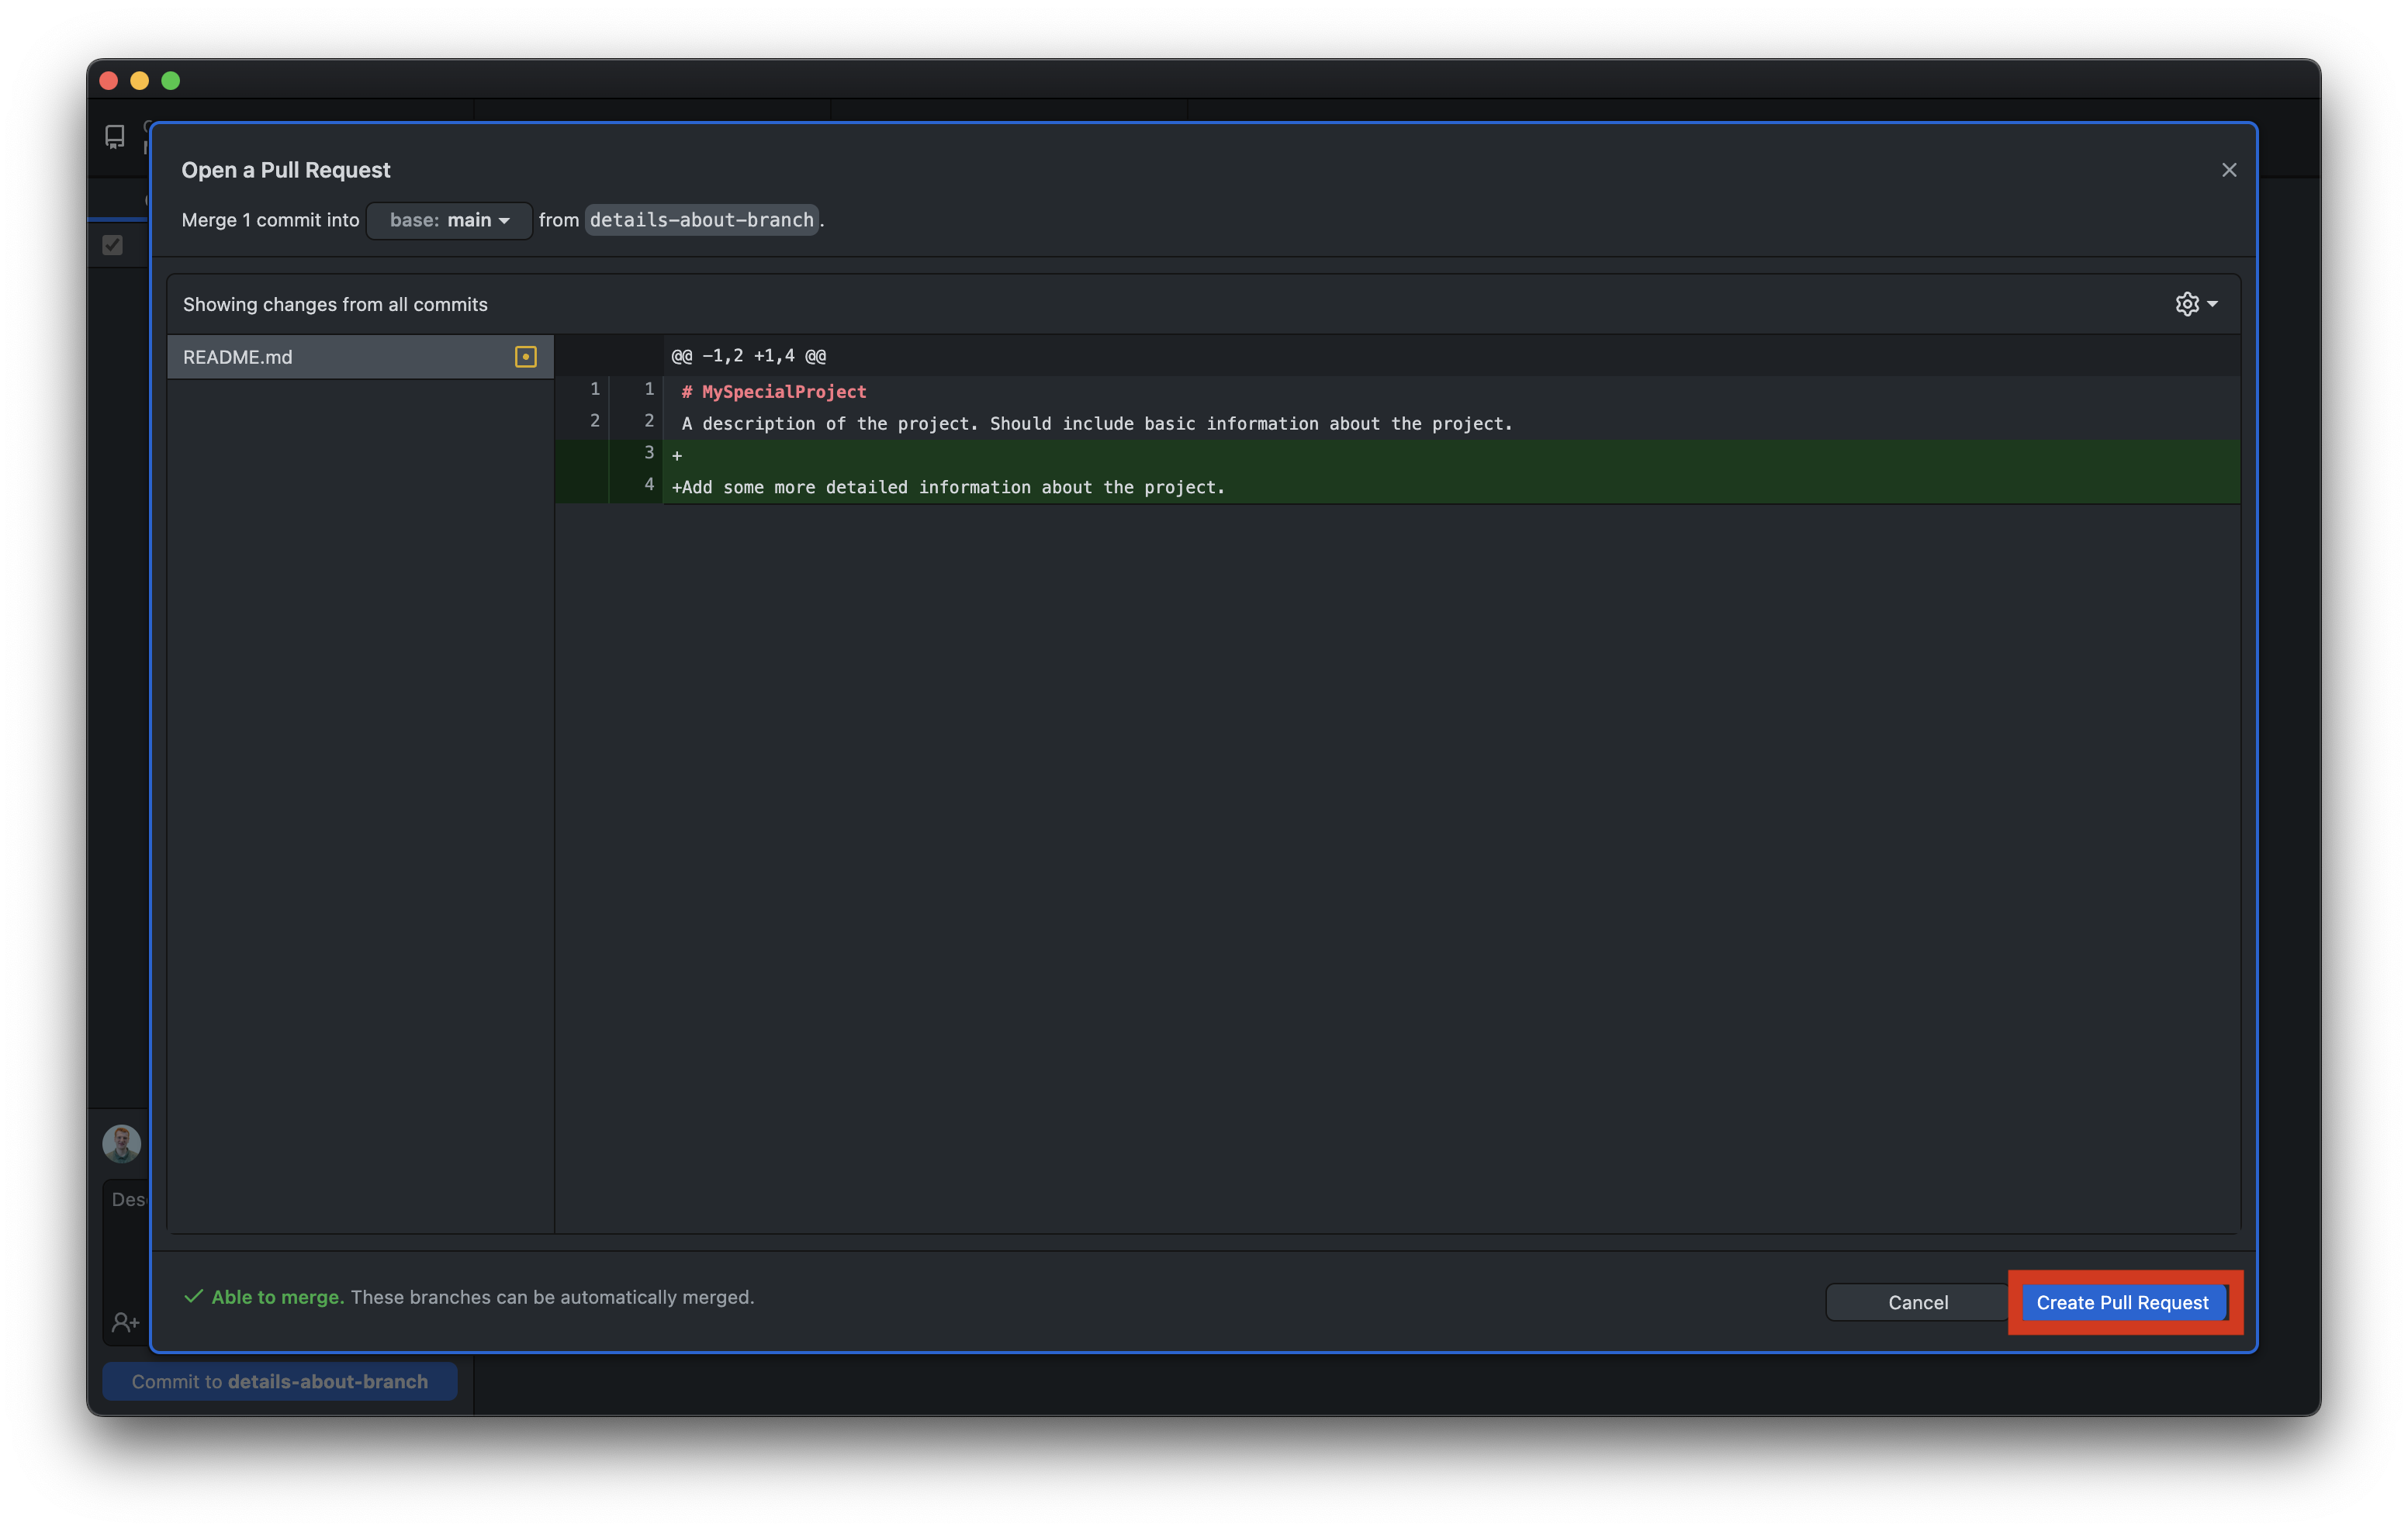 Open a Pull Request
Merge 1 commit into base: main from details-about-branch.
Showing changes from all commits
README.md
@@ -1,2 +1,4 @@
1 1 # MySpecialProject
2 2 A description of the project. Should include basic information about the project.
3 +
4 +Add some more detailed information about the project.
Able to merge. These branches can be automatically merged.
Cancel
Create Pull Request
Commit to details-about-branch